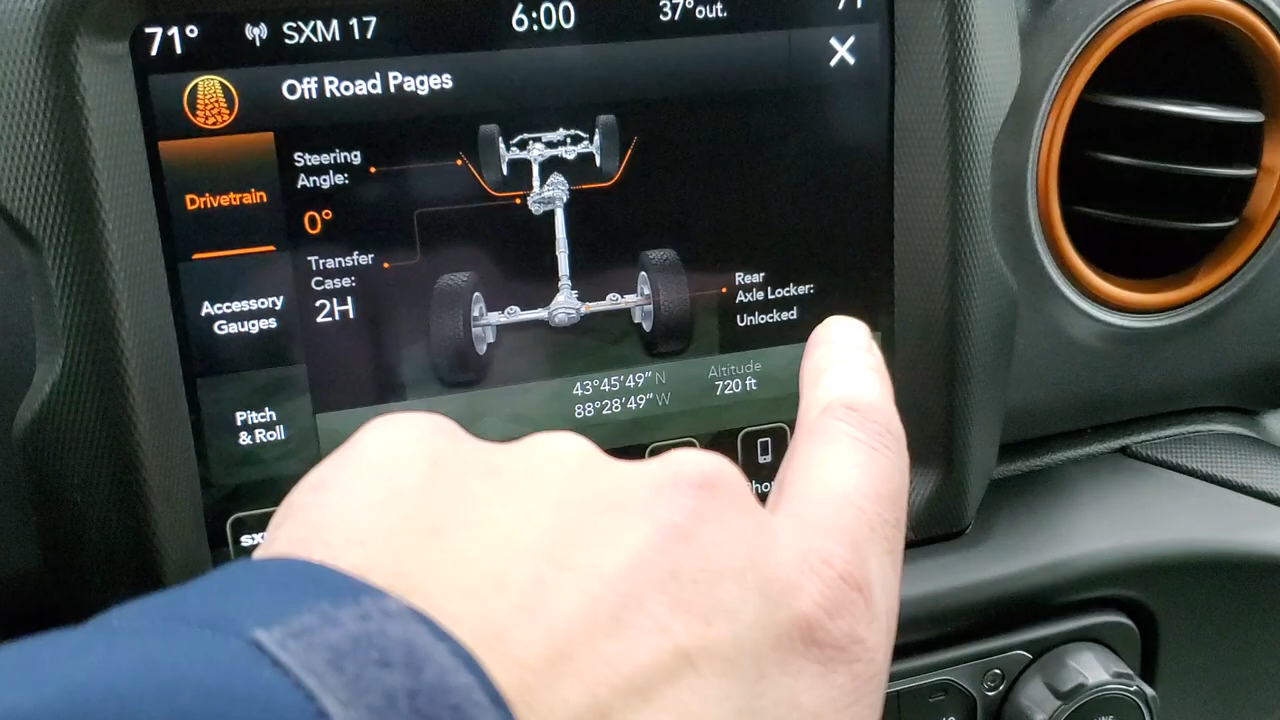 71° SXM 17 6:00 37° out.
Off Road Pages
Drivetrain
Accessory
Gauges
Pitch
& Roll
Steering
Angle:
0°
Transfer
Case:
2H
Rear
Axle Locker:
Unlocked
43°45'49" N
88°28'49" W
Altitude
720 ft